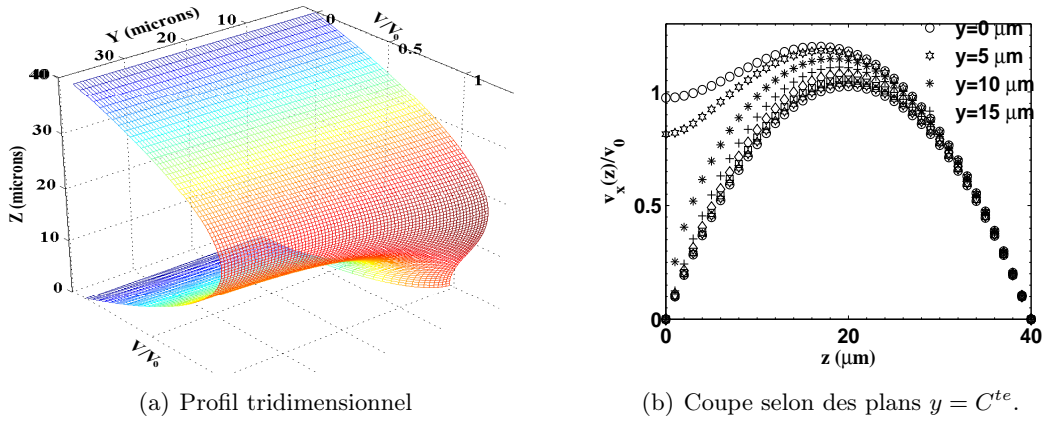 Y (microns)
V/V0
10
20
30
0
0.5
1
40
30
20
10
0
Z (microns)
V/V0
y=0 μm
y=5 μm
y=10 μm
y=15 μm
1
0.5
0
vx(z)/v0
0
20
40
z (μm)
(a) Profil tridimensionnel
(b) Coupe selon des plans y = Cte.